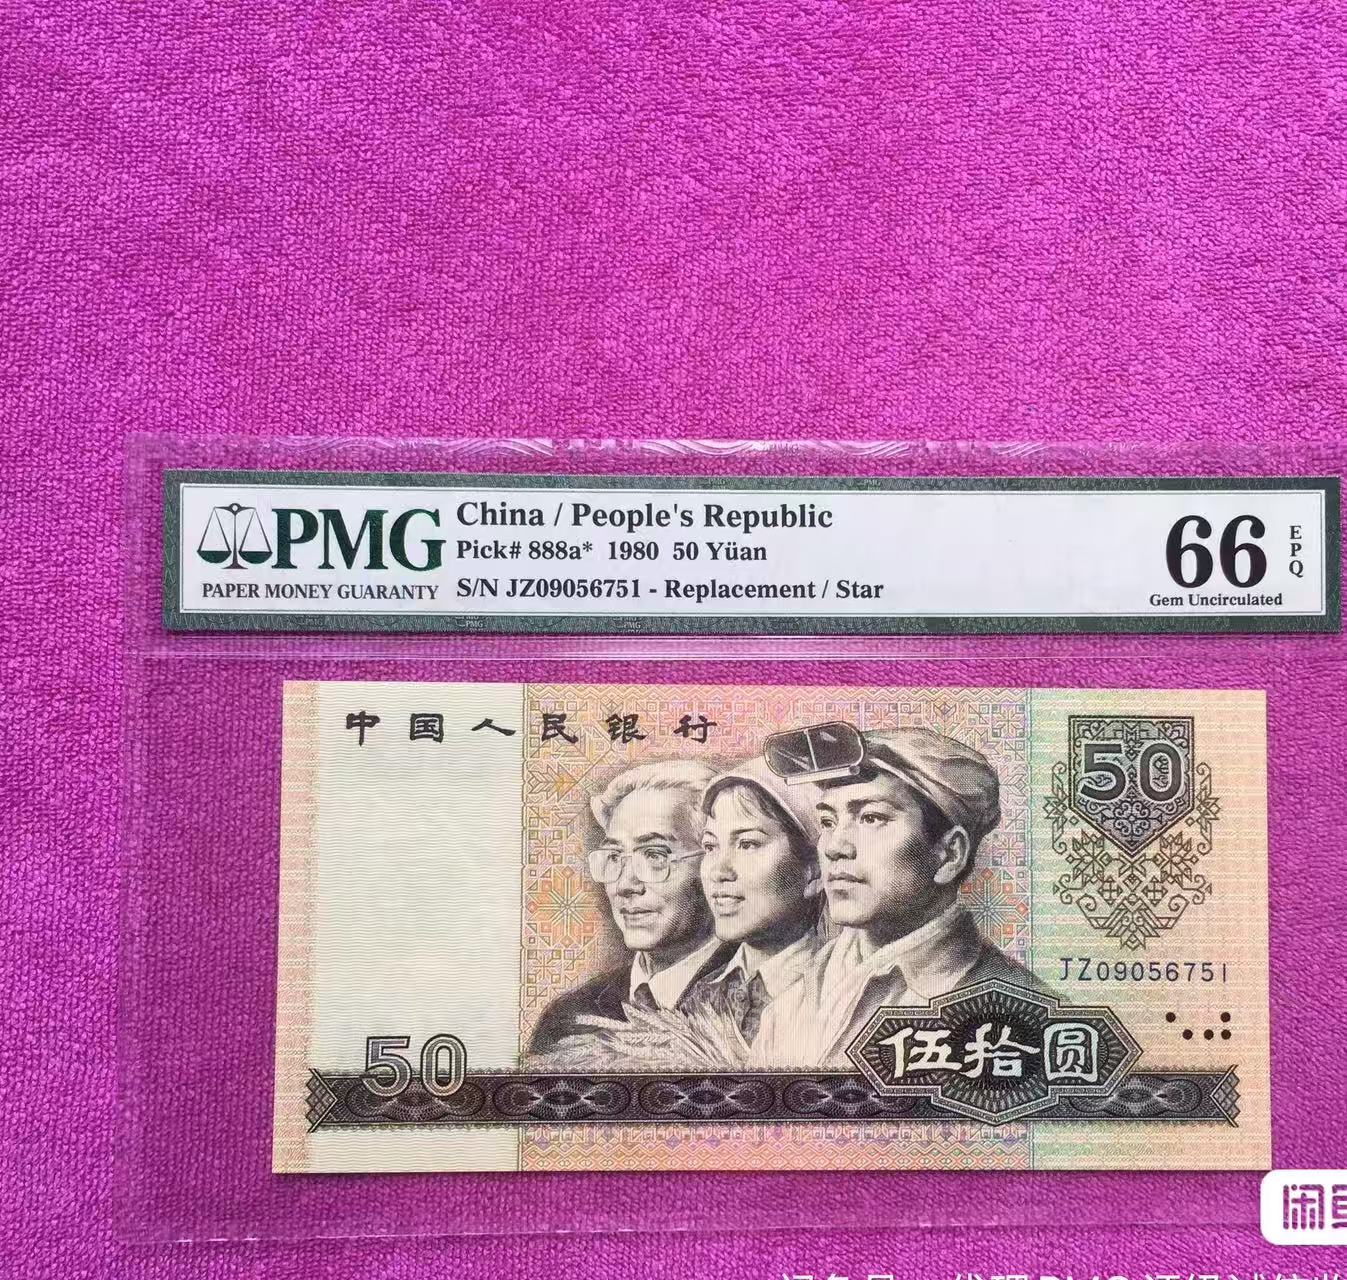 PMG
PAPER MONEY GUARANTY
China / People's Republic
Pick# 888a* 1980 50 Yüan
S/N JZ09056751 - Replacement / Star
66
EPQ
Gem Uncirculated
中国人民银行
50
JZ09056751
50
伍拾圆
闲